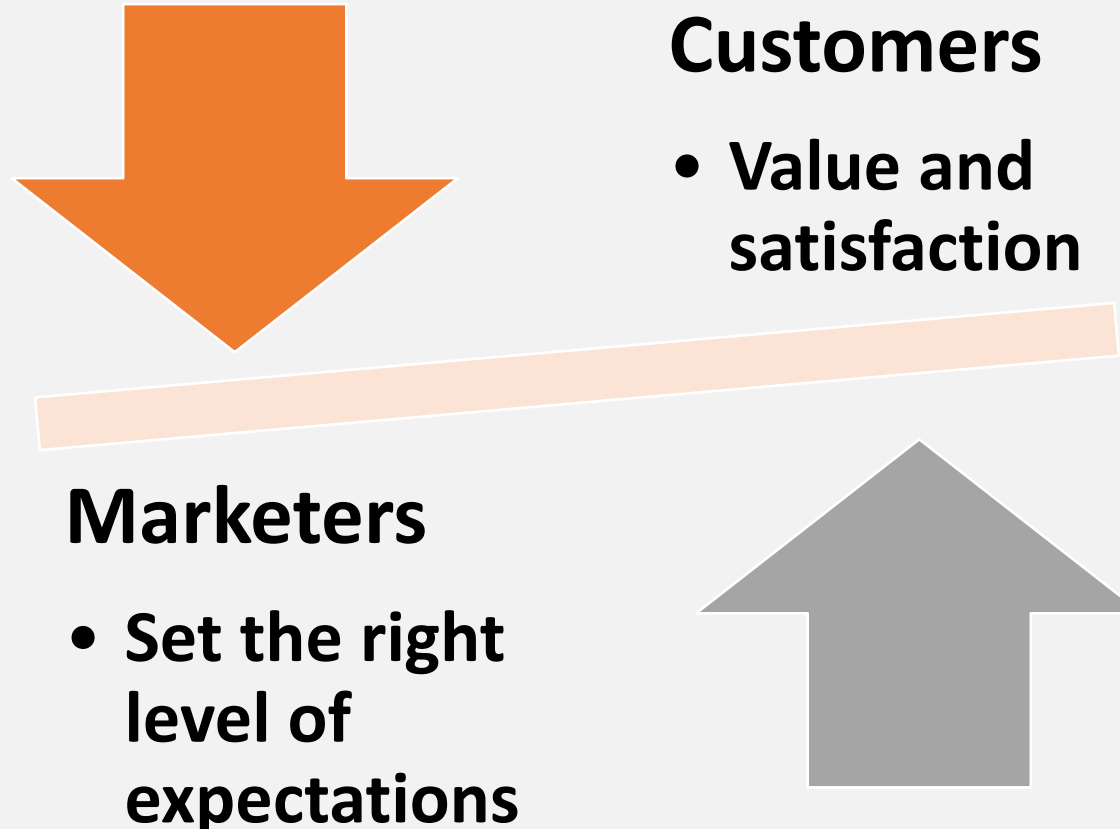 Customers
• Value and
satisfaction
Marketers
• Set the right
level of
expectations